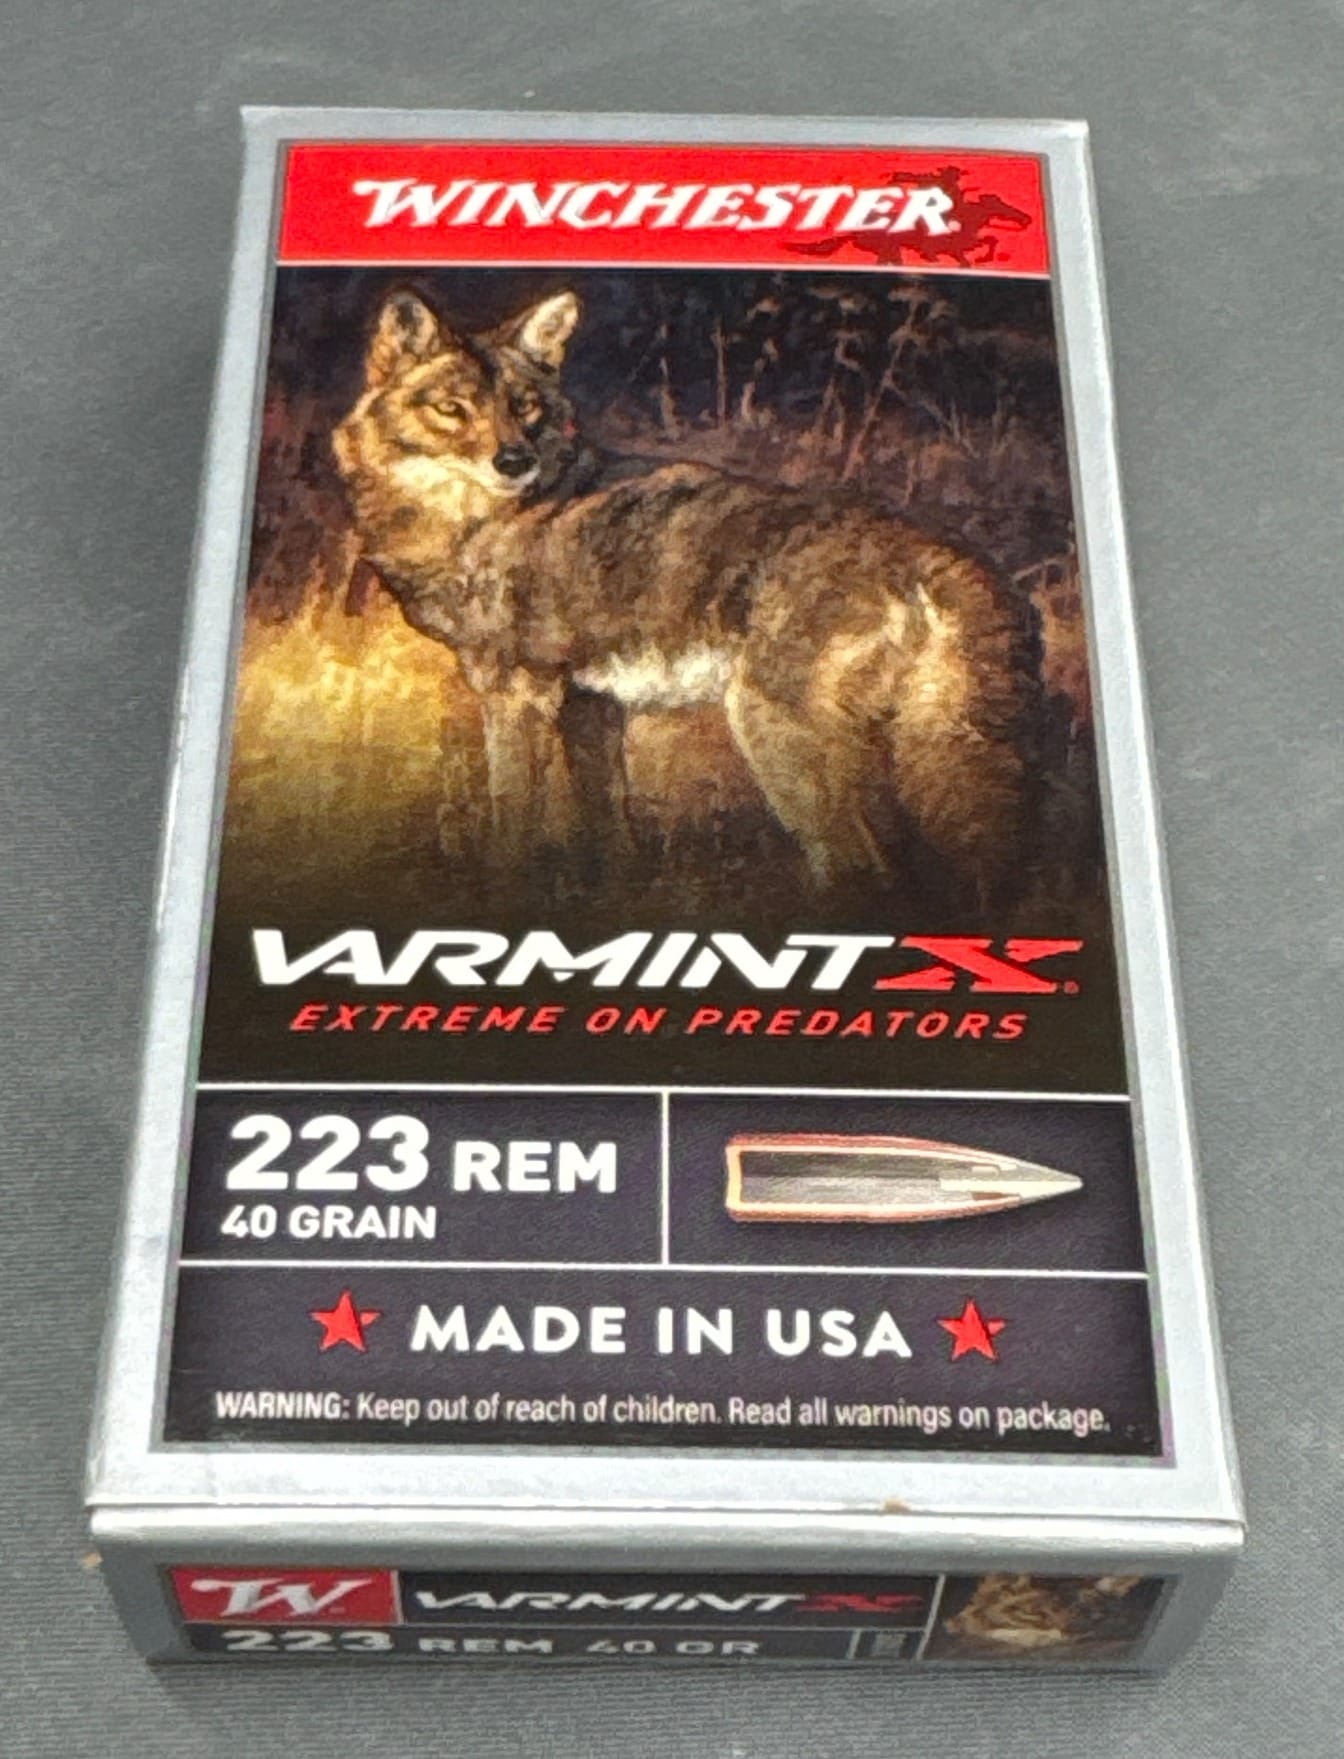 WINCHESTER
VARMINT X
EXTREME ON PREDATORS
223 REM
40 GRAIN
MADE IN USA
WARNING: Keep out of reach of children. Read all warnings on package.
W VARMINT X
223 REM 40 GR